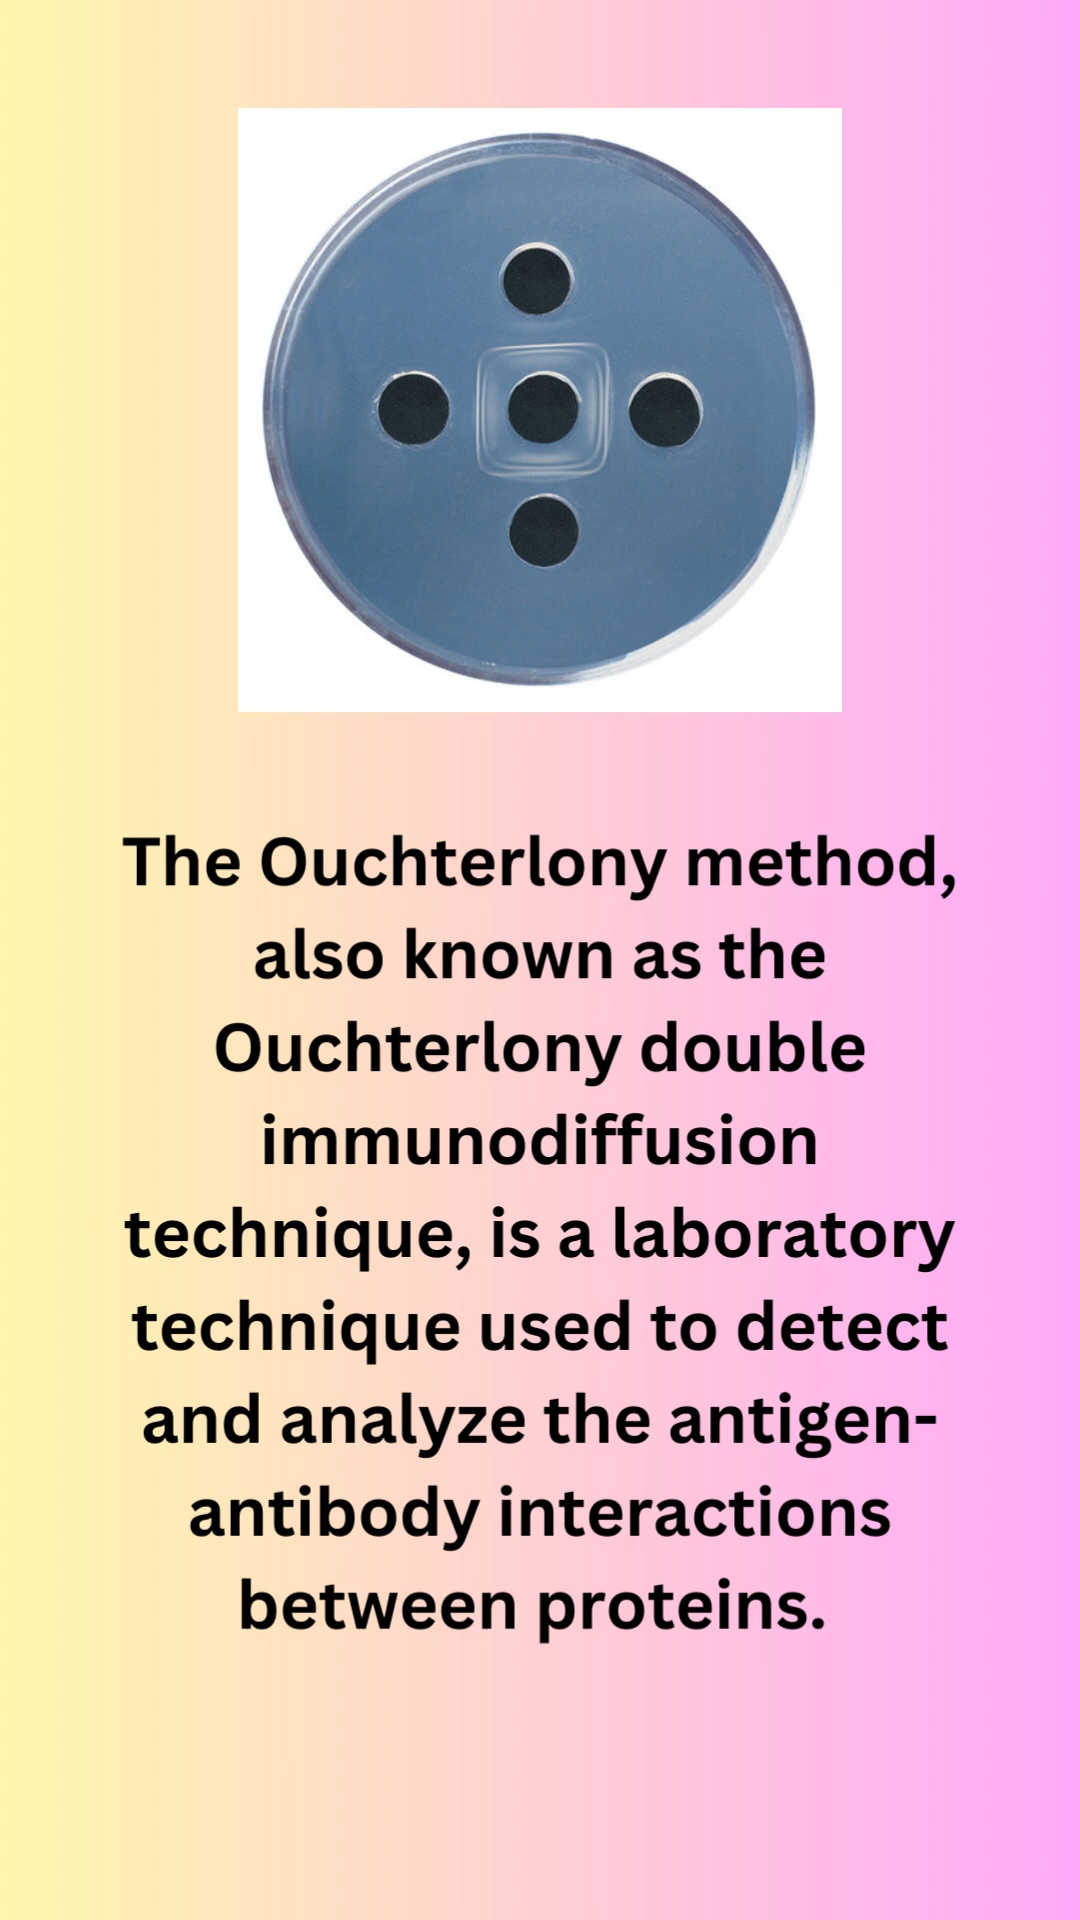 The Ouchterlony method,
also known as the
Ouchterlony double
immunodiffusion
technique, is a laboratory
technique used to detect
and analyze the antigen-
antibody interactions
between proteins.